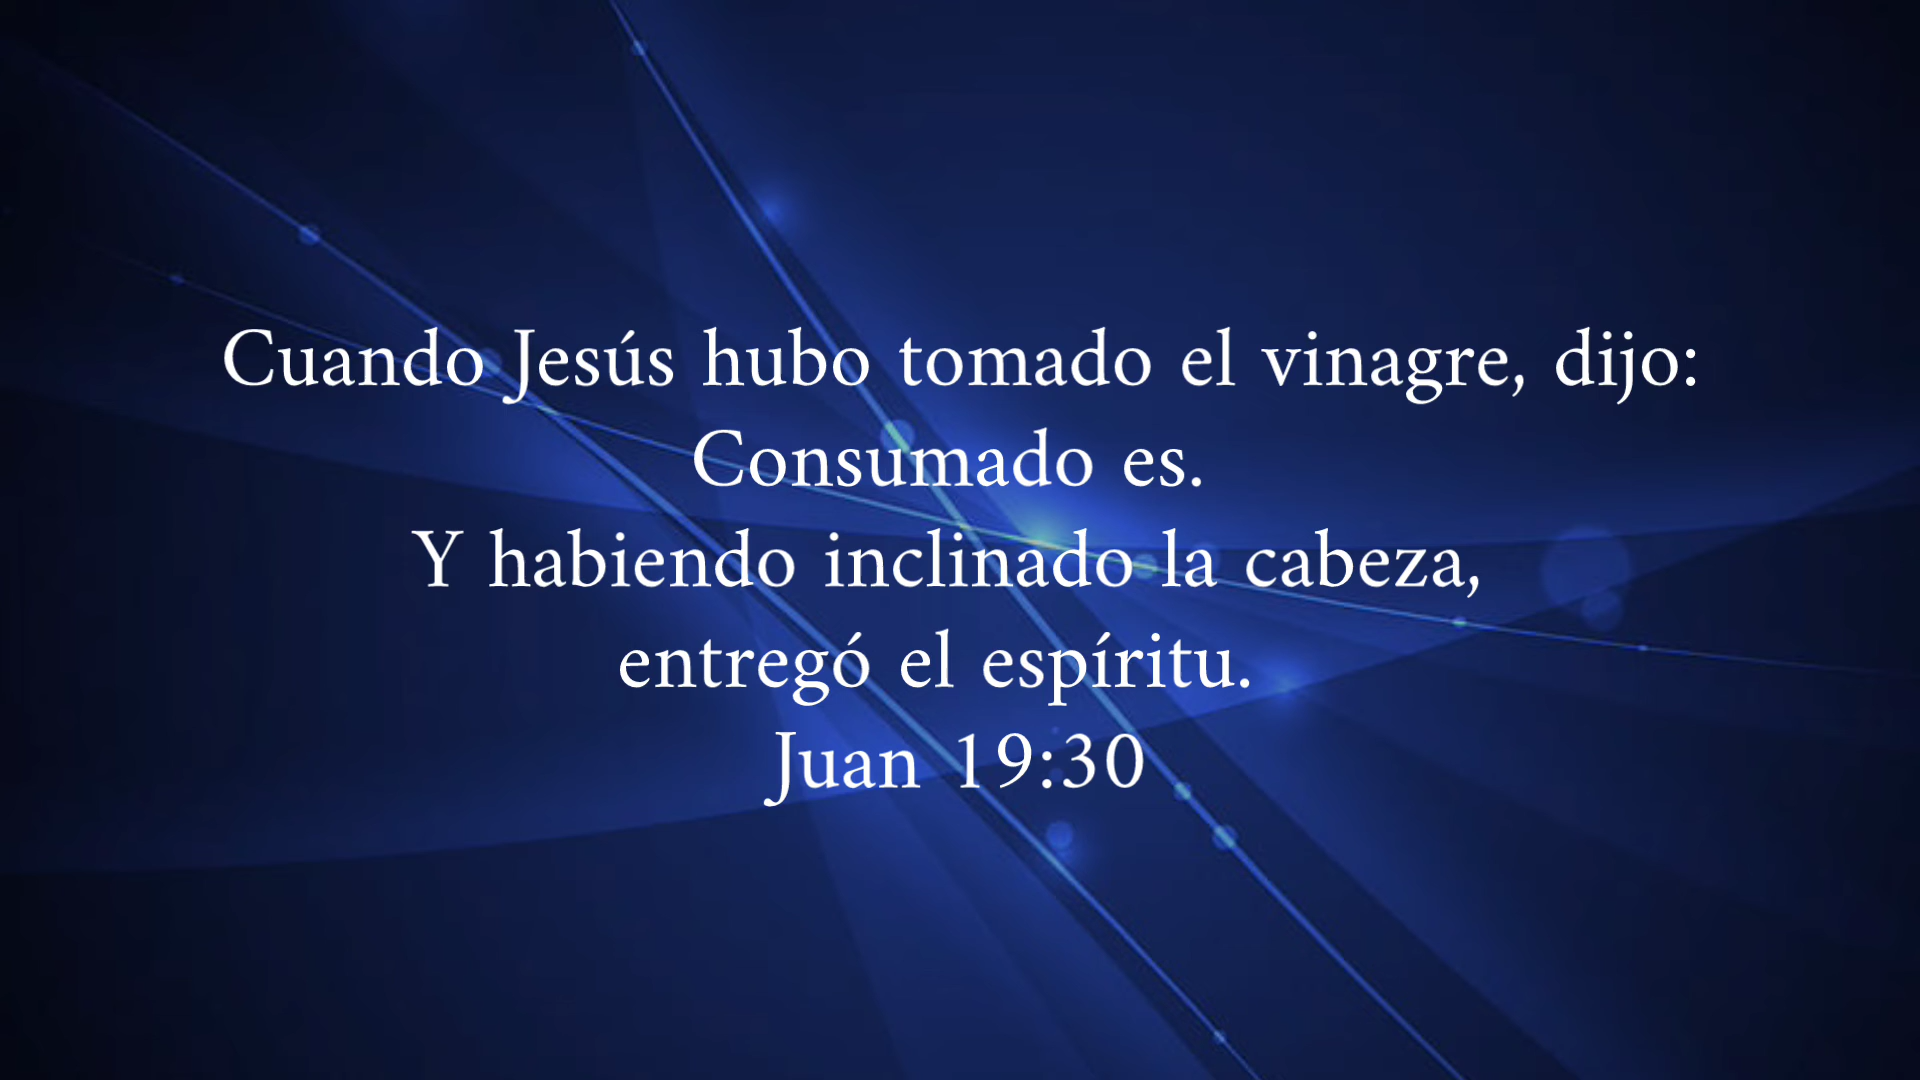 Cuando Jesús hubo tomado el vinagre, dijo:
Consumado es.
Y habiendo inclinado la cabeza,
entregó el espíritu.
Juan 19:30